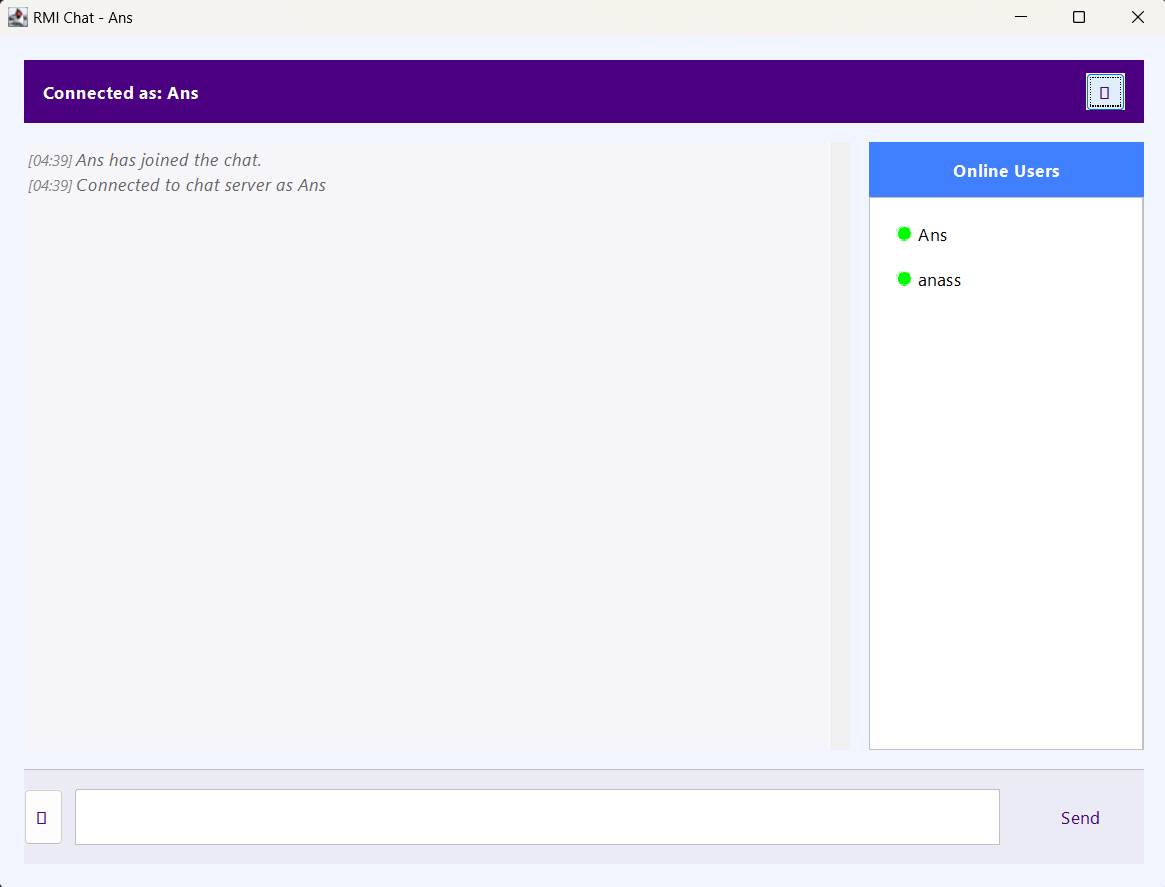 RMI Chat - Ans
Connected as: Ans
[04:39] Ans has joined the chat.
[04:39] Connected to chat server as Ans
Online Users
Ans
anass
Send